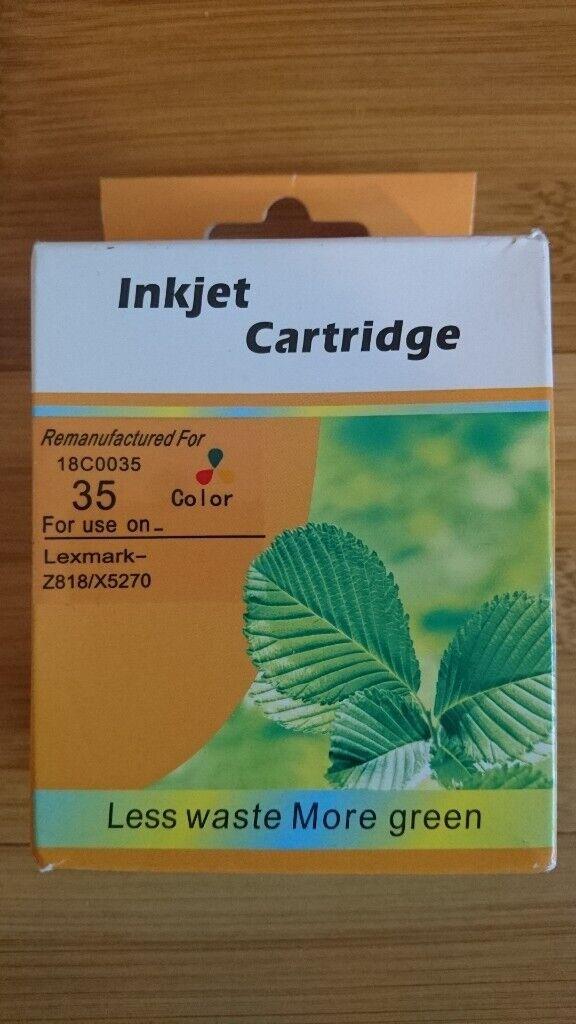 Inkjet
Cartridge
Remanufactured For
18C0035
35 Color
For use on-
Lexmark-
Z818/X5270
Less waste More green